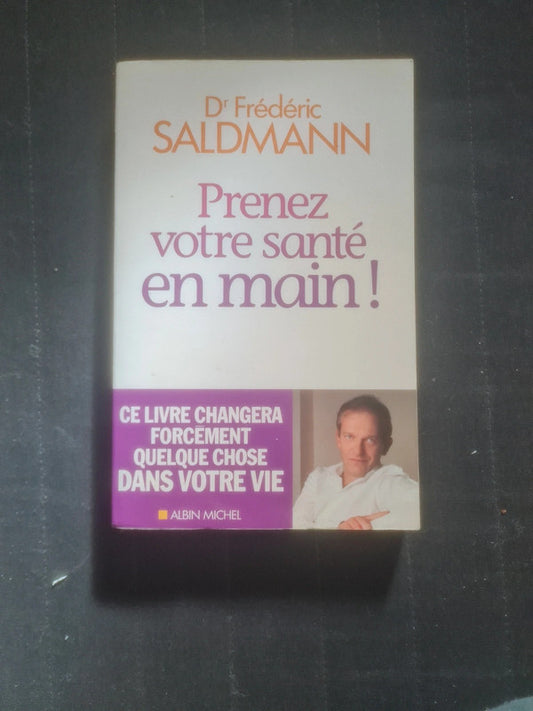 Dr Frédéric
SALDMANN
Prenez
votre santé
en main !
CE LIVRE CHANGERA
FORCÉMENT
QUELQUE CHOSE
DANS VOTRE VIE
ALBIN MICHEL